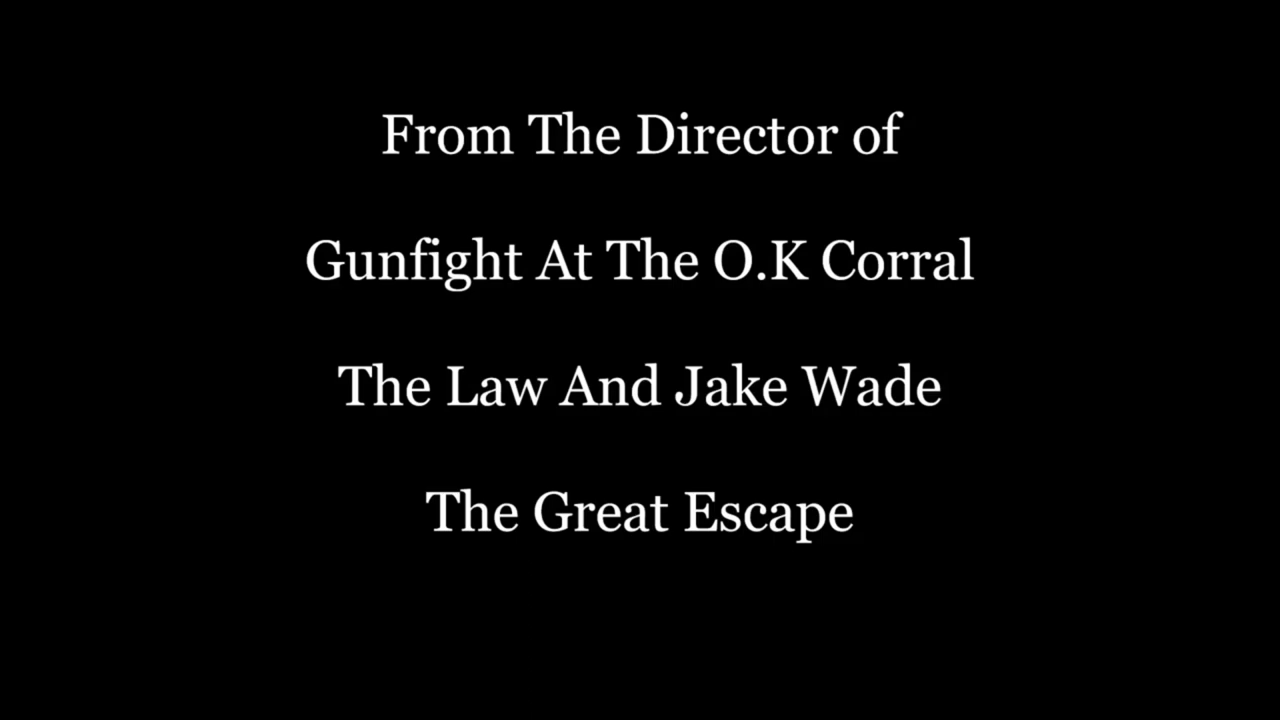 From The Director of
Gunfight At The O.K Corral
The Law And Jake Wade
The Great Escape